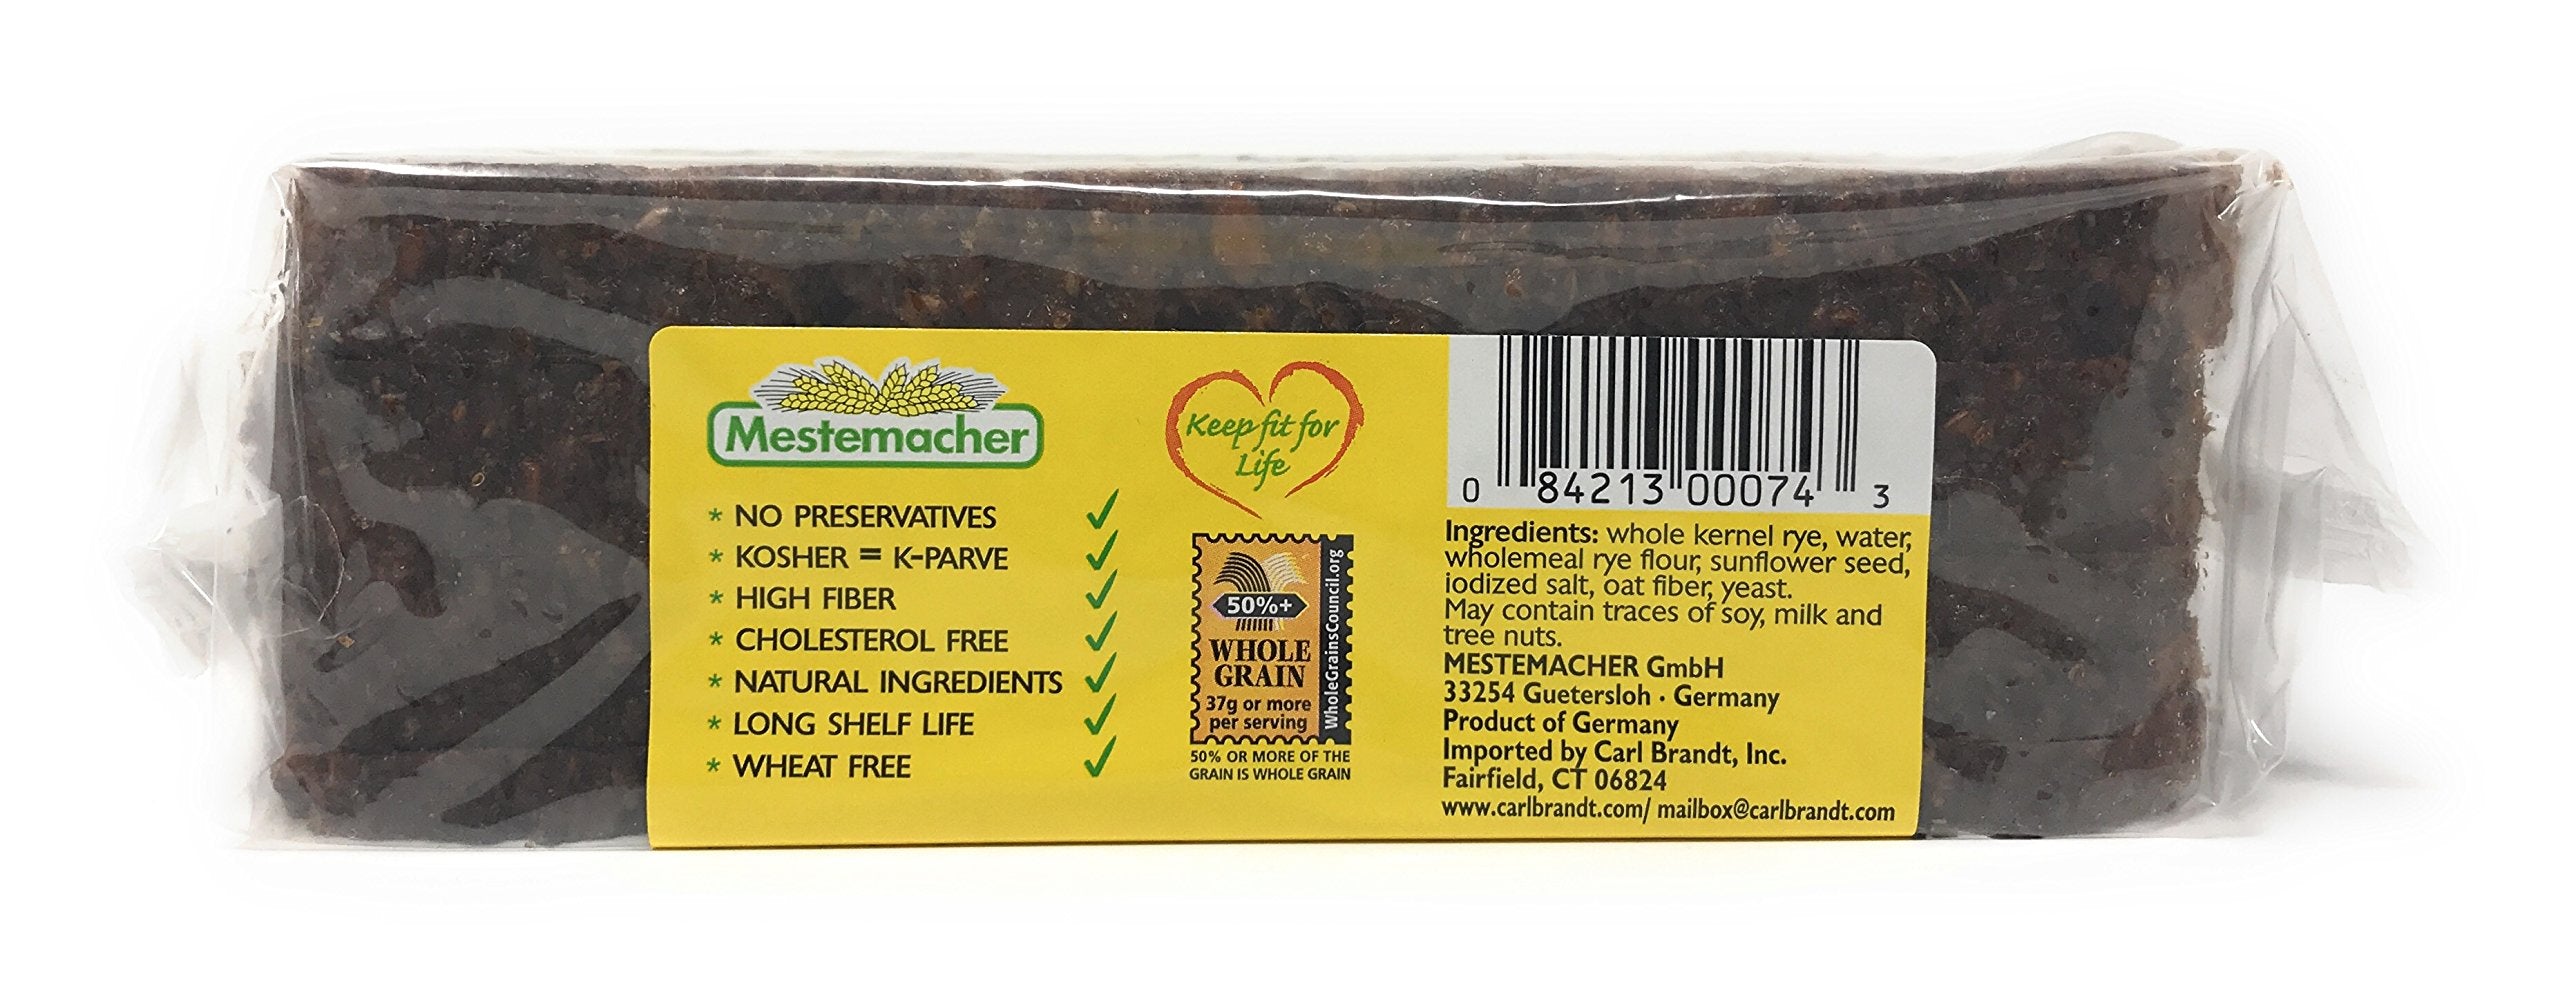 Mestemacher
* NO PRESERVATIVES ✓
* KOSHER = K-PARVE ✓
* HIGH FIBER ✓
* CHOLESTEROL FREE ✓
* NATURAL INGREDIENTS ✓
* LONG SHELF LIFE ✓
* WHEAT FREE ✓
Keep fit for
Life
50%+
WHOLE
GRAIN
37g or more
per serving
WholeGrainsCouncil.org
50% OR MORE OF THE
GRAIN IS WHOLE GRAIN
0 84213 00074 3
Ingredients: whole kernel rye, water,
wholemeal rye flour, sunflower seed,
iodized salt, oat fiber, yeast.
May contain traces of soy, milk and
tree nuts.
MESTEMACHER GmbH
33254 Guetersloh · Germany
Product of Germany
Imported by Carl Brandt, Inc.
Fairfield, CT 06824
www.carlbrandt.com/ mailbox@carlbrandt.com